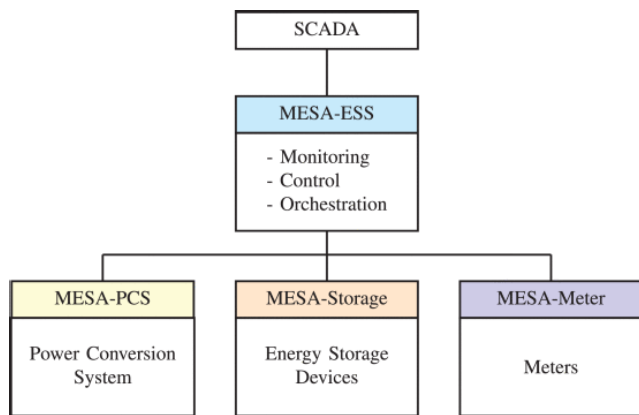 SCADA
MESA-ESS
- Monitoring
- Control
- Orchestration
MESA-PCS
Power Conversion
System
MESA-Storage
Energy Storage
Devices
MESA-Meter
Meters